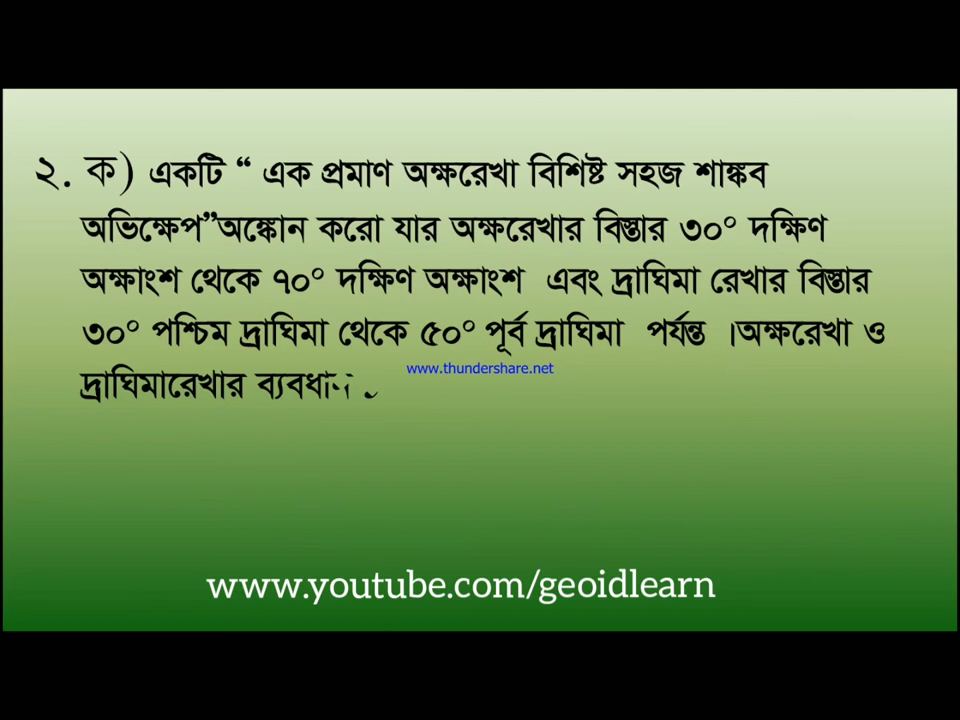 ২. ক) একটি “ এক প্রমাণ অক্ষরেখা বিশিষ্ট সহজ শাঙ্কব
অভিক্ষেপ”অঙ্কোন করো যার অক্ষরেখার বিস্তার ৩০° দক্ষিণ
অক্ষাংশ থেকে ৭০° দক্ষিণ অক্ষাংশ এবং দ্রাঘিমা রেখার বিস্তার
৩০° পশ্চিম দ্রাঘিমা থেকে ৫০° পূর্ব দ্রাঘিমা পর্যন্ত ।অক্ষরেখা ও
www.thundershare.net
দ্রাঘিমারেখার
www.youtube.com/geoidlearn